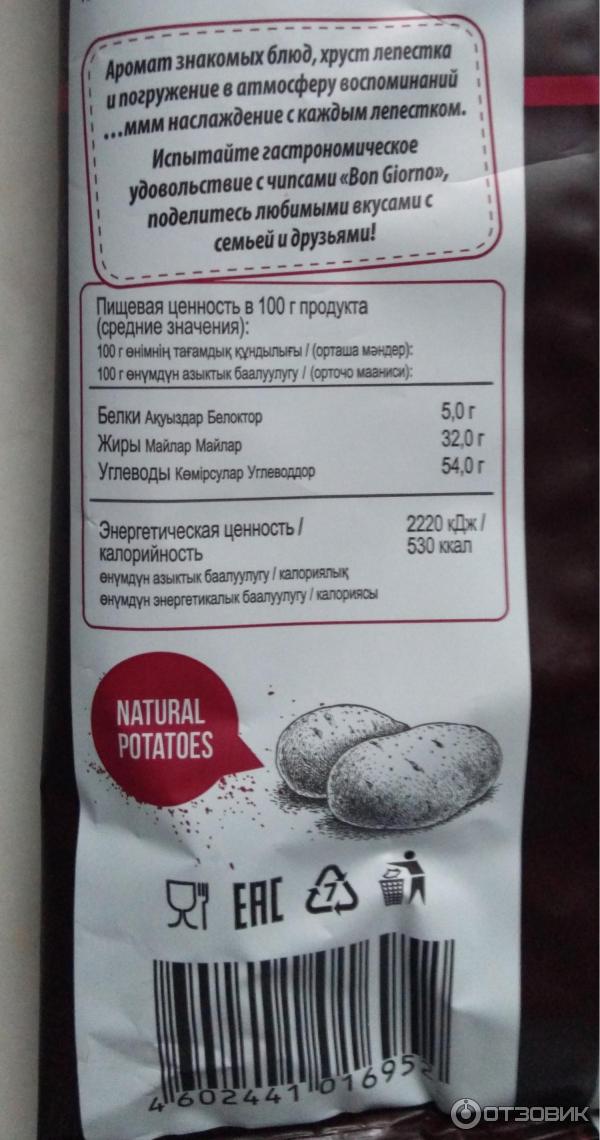 Аромат знакомых блюд, хруст лепестка
и погружение в атмосферу воспоминаний
...ммм наслаждение с каждым лепестком.
Испытайте гастрономическое
удовольствие с чипсами «Bon Giorno»,
поделитесь любимыми вкусами с
семьей и друзьями!
Пищевая ценность в 100 г продукта
(средние значения):
100 г өнімнің тағамдық құндылығы / (орташа мәндер):
100 г өнүмдүн азыктык баалуулугу / (орточо мааниси):
Белки Ақуыздар Белоктор 5,0 г
Жиры Майлар Майлар 32,0 г
Углеводы Көмірсулар Углеводдор 54,0 г
Энергетическая ценность / 2220 кДж /
калорийность 530 ккал
өнүмдүн азыктык баалуулугу / калориялық
өнүмдүн энергетикалык баалуулугу / калориясы
NATURAL
POTATOES
EAC 7
4 602441 016952
ОТЗОВИК